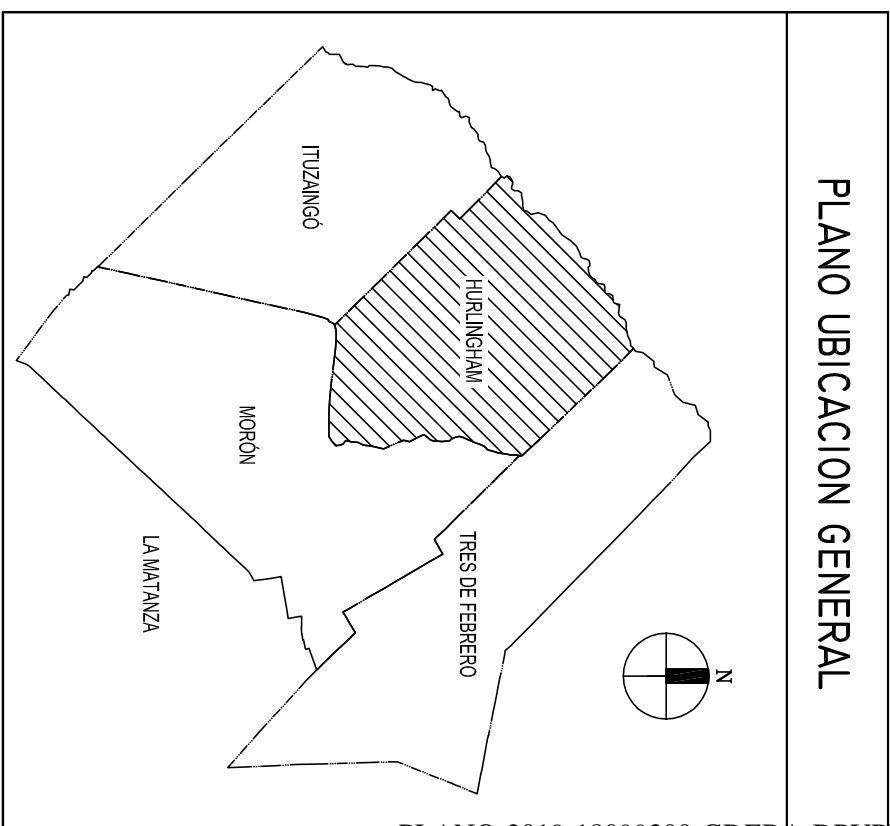 PLANO UBICACION GENERAL
N
ITUZAINGÓ
HURLINGHAM
MORÓN
TRES DE FEBRERO
LA MATANZA